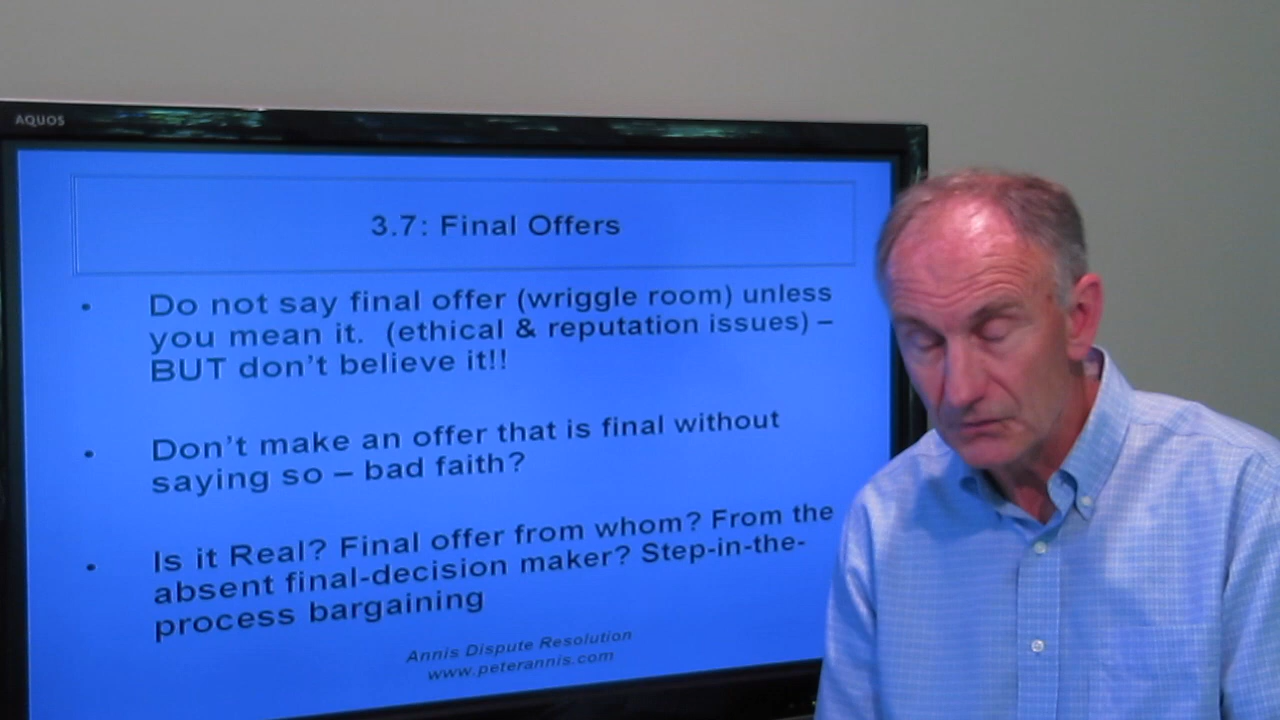 AQUOS
3.7: Final Offers
• Do not say final offer (wriggle room) unless
you mean it. (ethical & reputation issues) –
BUT don't believe it!!
• Don't make an offer that is final without
saying so – bad faith?
• Is it Real? Final offer from whom? From the
absent final-decision maker? Step-in-the-
process bargaining
Annis Dispute Resolution
www.peterannis.com